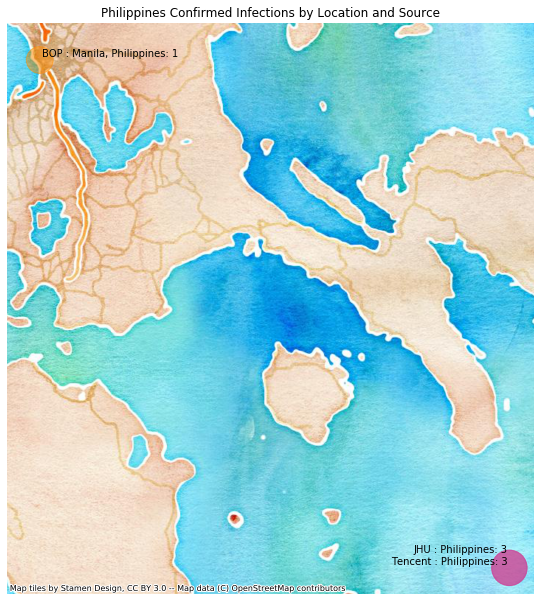 Philippines Confirmed Infections by Location and Source
BOP : Manila, Philippines: 1
JHU : Philippines: 3
Tencent : Philippines: 3
Map tiles by Stamen Design, CC BY 3.0 -- Map data (C) OpenStreetMap contributors